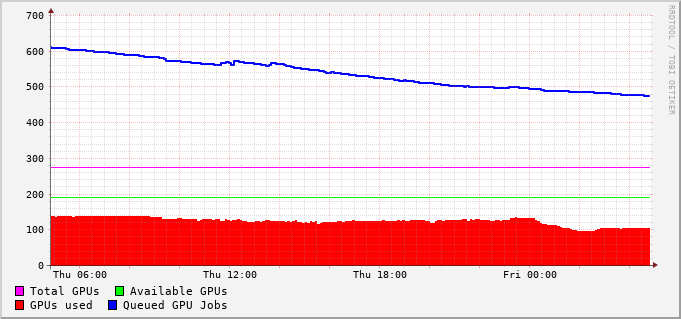 700
600
500
400
300
200
100
0
Thu 06:00 Thu 12:00 Thu 18:00 Fri 00:00
Total GPUs Available GPUs
GPUs used Queued GPU Jobs
RRDTOOL / TOBI OETIKER